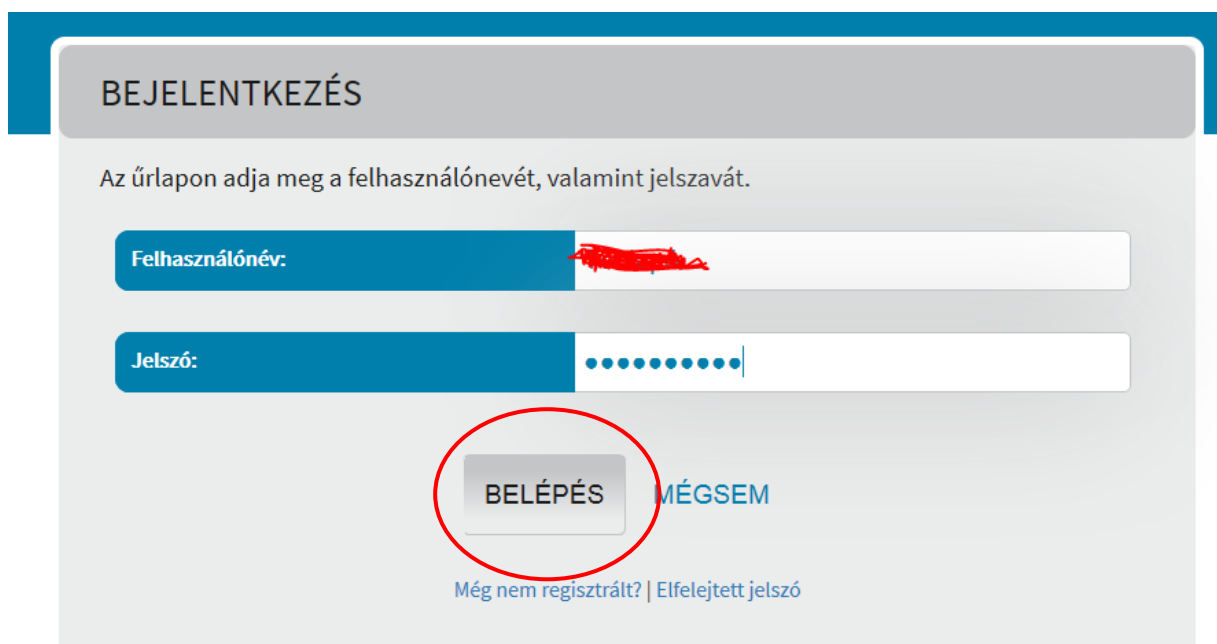 BEJELENTKEZÉS
Az űrlapon adja meg a felhasználónevét, valamint jelszavát.
Felhasználónév:
Jelszó: ●●●●●●●●●●
BELÉPÉS MÉGSEM
Még nem regisztrált? | Elfelejtett jelszó